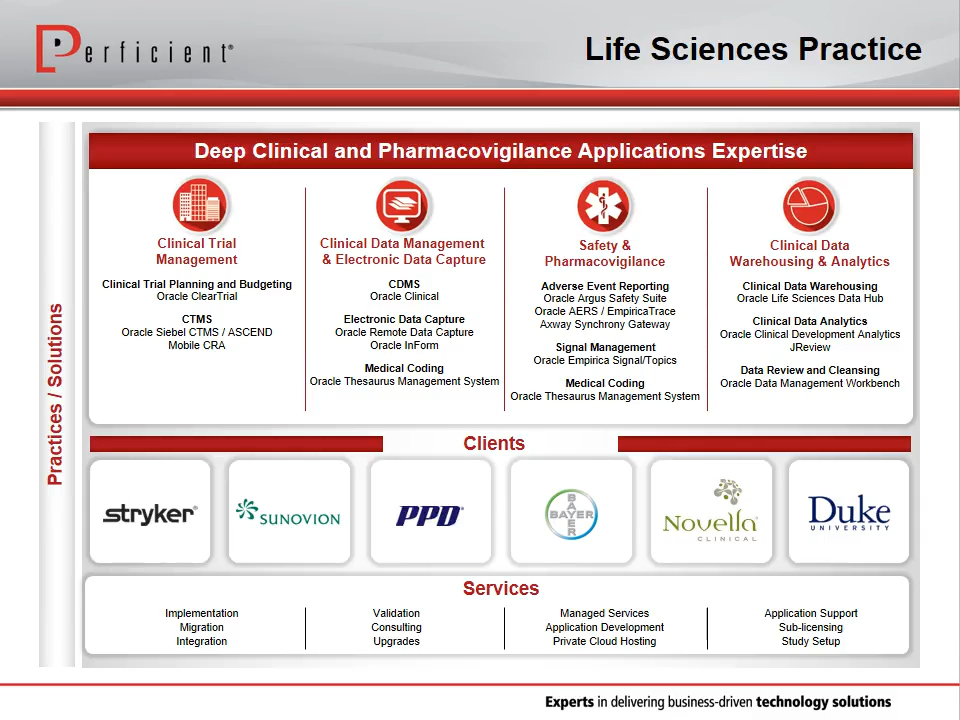 Perficient®
Life Sciences Practice
Practices / Solutions
Deep Clinical and Pharmacovigilance Applications Expertise
Clinical Trial
Management
Clinical Trial Planning and Budgeting
Oracle ClearTrial
CTMS
Oracle Siebel CTMS / ASCEND
Mobile CRA
Clinical Data Management
& Electronic Data Capture
CDMS
Oracle Clinical
Electronic Data Capture
Oracle Remote Data Capture
Oracle InForm
Medical Coding
Oracle Thesaurus Management System
Safety &
Pharmacovigilance
Adverse Event Reporting
Oracle Argus Safety Suite
Oracle AERS / EmpiricaTrace
Axway Synchrony Gateway
Signal Management
Oracle Empirica Signal/Topics
Medical Coding
Oracle Thesaurus Management System
Clinical Data
Warehousing & Analytics
Clinical Data Warehousing
Oracle Life Sciences Data Hub
Clinical Data Analytics
Oracle Clinical Development Analytics
JReview
Data Review and Cleansing
Oracle Data Management Workbench
Clients
stryker®
SUNOVION
PPD®
BAYER
BAYER
Novella®
CLINICAL
Duke
UNIVERSITY
Services
Implementation
Migration
Integration
Validation
Consulting
Upgrades
Managed Services
Application Development
Private Cloud Hosting
Application Support
Sub-licensing
Study Setup
Experts in delivering business-driven technology solutions